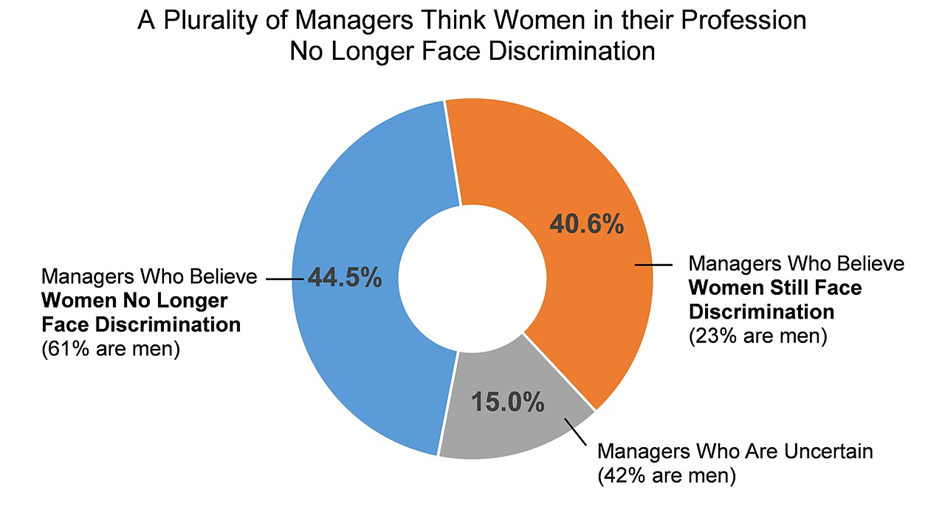 A Plurality of Managers Think Women in their Profession
No Longer Face Discrimination
40.6%
44.5%
15.0%
Managers Who Believe
Women No Longer
Face Discrimination
(61% are men)
Managers Who Believe
Women Still Face
Discrimination
(23% are men)
Managers Who Are Uncertain
(42% are men)